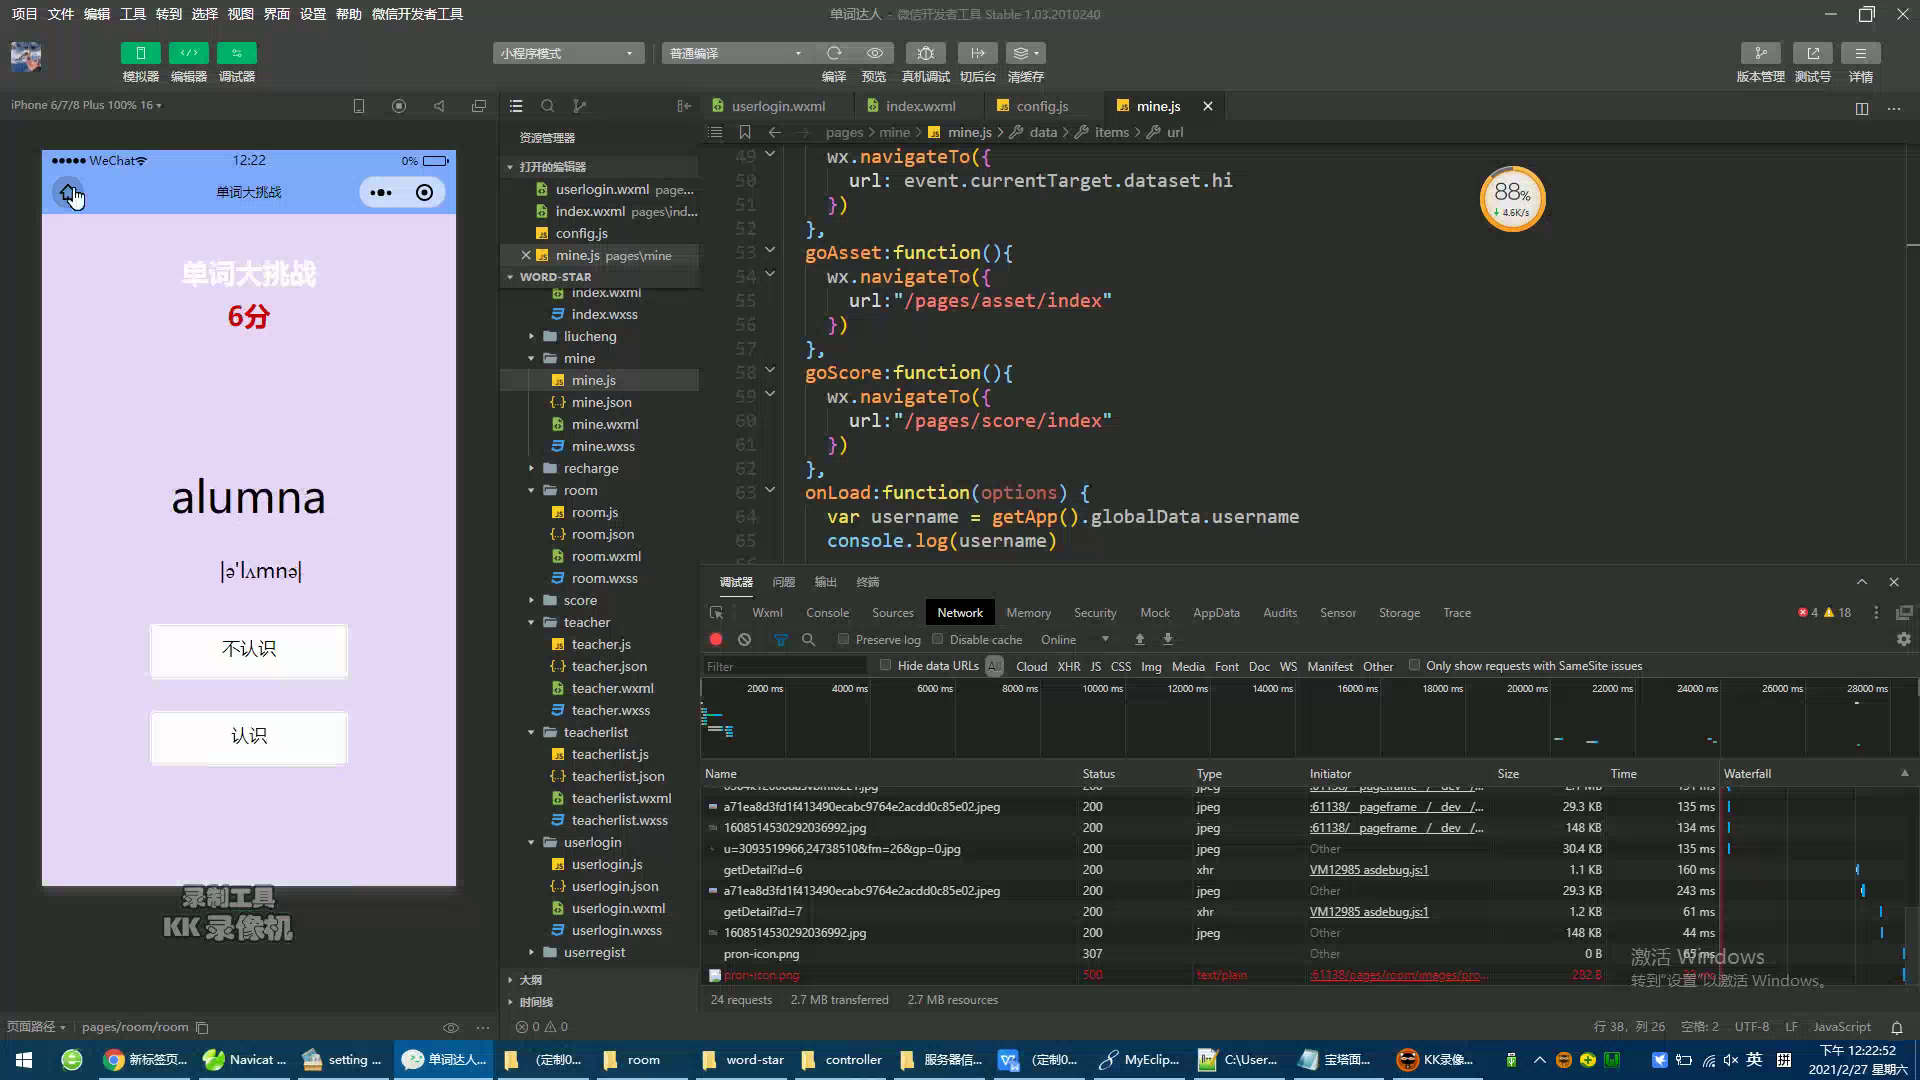 项目 文件 编辑 工具 转到 选择 视图 界面 设置 帮助 微信开发者工具
单词达人 - 微信开发者工具 Stable 1.03.2010240
小程序模式 普通编译
模拟器 编辑器 调试器 编译 预览 真机调试 切后台 清缓存 版本管理 测试号 详情
iPhone 6/7/8 Plus 100% 16
WeChat 12:22 0%
单词大挑战
单词大挑战
6分
alumna
|ə'lʌmnə|
不认识
认识
录制工具
KK 录像机
页面路径 pages/room/room
资源管理器
打开的编辑器
userlogin.wxml page...
index.wxml pages\ind...
config.js
mine.js pages\mine
WORD-STAR
index.wxml
index.wxss
liucheng
mine
mine.js
mine.json
mine.wxml
mine.wxss
recharge
room
room.js
room.json
room.wxml
room.wxss
score
teacher
teacher.js
teacher.json
teacher.wxml
teacher.wxss
teacherlist
teacherlist.js
teacherlist.json
teacherlist.wxml
teacherlist.wxss
userlogin
userlogin.js
userlogin.json
userlogin.wxml
userlogin.wxss
userregist
大纲
时间线
0 0
userlogin.wxml index.wxml config.js mine.js
pages > mine > mine.js > data > items > url
49 wx.navigateTo({
50 url: event.currentTarget.dataset.hi
51 })
52 },
53 goAsset:function(){
54 wx.navigateTo({
55 url:"/pages/asset/index"
56 })
57 },
58 goScore:function(){
59 wx.navigateTo({
60 url:"/pages/score/index"
61 })
62 },
63 onLoad:function(options) {
64 var username = getApp().globalData.username
65 console.log(username)
88%
4.6K/s
调试器 问题 输出 终端
Wxml Console Sources Network Memory Security Mock AppData Audits Sensor Storage Trace 4 18
Preserve log Disable cache Online
Filter Hide data URLs All Cloud XHR JS CSS Img Media Font Doc WS Manifest Other Only show requests with SameSite issues
2000 ms 4000 ms 6000 ms 8000 ms 10000 ms 12000 ms 14000 ms 16000 ms 18000 ms 20000 ms 22000 ms 24000 ms 26000 ms 28000 ms
Name Status Type Initiator Size Time Waterfall
a71ea8d3fd1f413490ecabc9764e2acdd0c85e02.jpeg 200 jpeg :61138/__pageframe__/__dev__/... 29.3 KB 135 ms
1608514530292036992.jpg 200 jpeg :61138/__pageframe__/__dev__/... 148 KB 134 ms
u=3093519966,24738510&fm=26&gp=0.jpg 200 jpeg Other 30.4 KB 135 ms
getDetail?id=6 200 xhr VM12985 asdebug.js:1 1.1 KB 160 ms
a71ea8d3fd1f413490ecabc9764e2acdd0c85e02.jpeg 200 jpeg Other 29.3 KB 243 ms
getDetail?id=7 200 xhr VM12985 asdebug.js:1 1.2 KB 61 ms
1608514530292036992.jpg 200 jpeg Other 148 KB 44 ms
pron-icon.png 307 Other 0 B 65 ms
pron-icon.png 500 text/plain :61138/pages/room/images/pro... 282 B
24 requests 2.7 MB transferred 2.7 MB resources
激活 Windows
转到"设置"以激活 Windows。
行 38，列 26 空格: 2 UTF-8 LF JavaScript
新标签页... Navicat ... setting ... 单词达人... (定制0... room word-star controller 服务器信... (定制0... MyEclip... C:\User... 宝塔面... KK录像...
英 拼
下午 12:22:52
2021/2/27 星期六